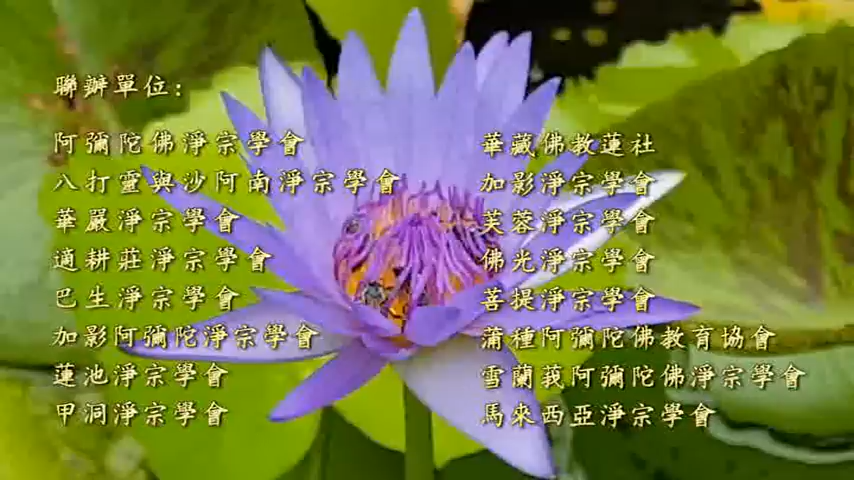 聯辦單位：
阿彌陀佛淨宗學會
八打靈與沙阿南淨宗學會
華嚴淨宗學會
適耕莊淨宗學會
巴生淨宗學會
加影阿彌陀淨宗學會
蓮池淨宗學會
甲洞淨宗學會
華藏佛教蓮社
加影淨宗學會
芙蓉淨宗學會
佛光淨宗學會
菩提淨宗學會
蒲種阿彌陀佛教育協會
雪蘭莪阿彌陀佛淨宗學會
馬來西亞淨宗學會